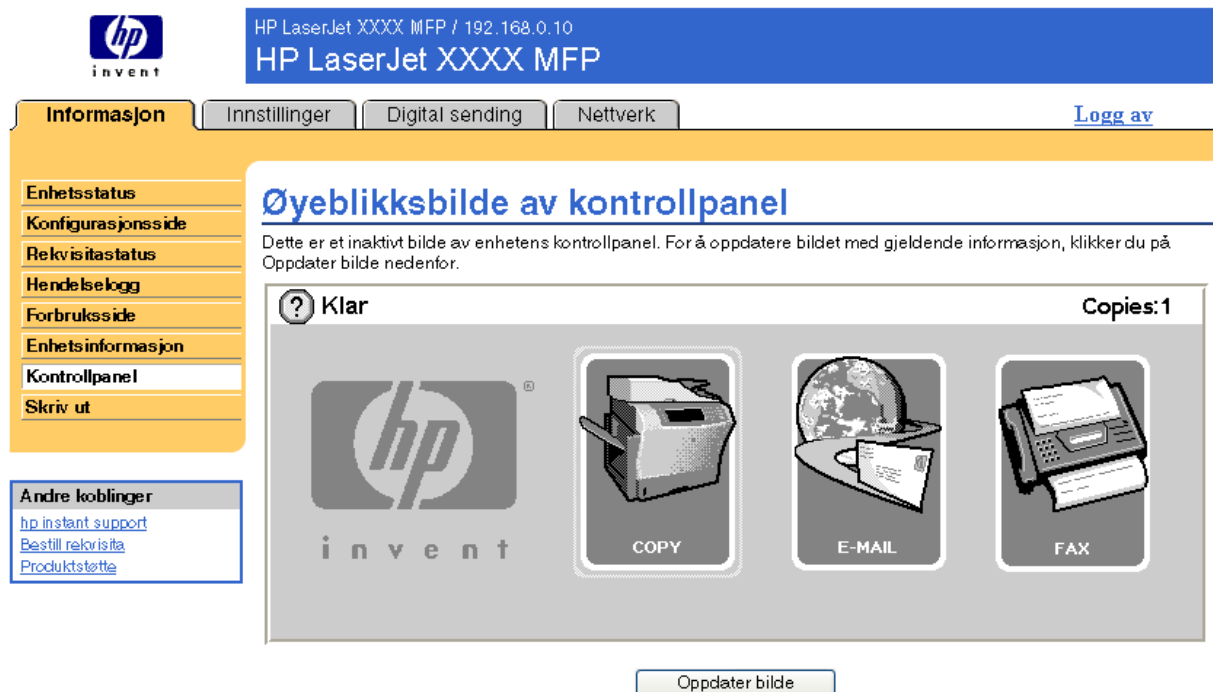 hp
invent
HP LaserJet XXXX MFP / 192.168.0.10
HP LaserJet XXXX MFP
Informasjon
Innstillinger
Digital sending
Nettverk
Logg av
Enhetsstatus
Konfigurasjonsside
Rekvisitastatus
Hendelselogg
Forbruksside
Enhetsinformasjon
Kontrollpanel
Skriv ut
Andre koblinger
hp instant support
Bestill rekvisita
Produktstøtte
Øyeblikksbilde av kontrollpanel
Dette er et inaktivt bilde av enhetens kontrollpanel. For å oppdatere bildet med gjeldende informasjon, klikker du på
Oppdater bilde nedenfor.
? Klar
Copies:1
hp ®
invent
COPY
E-MAIL
FAX
Oppdater bilde